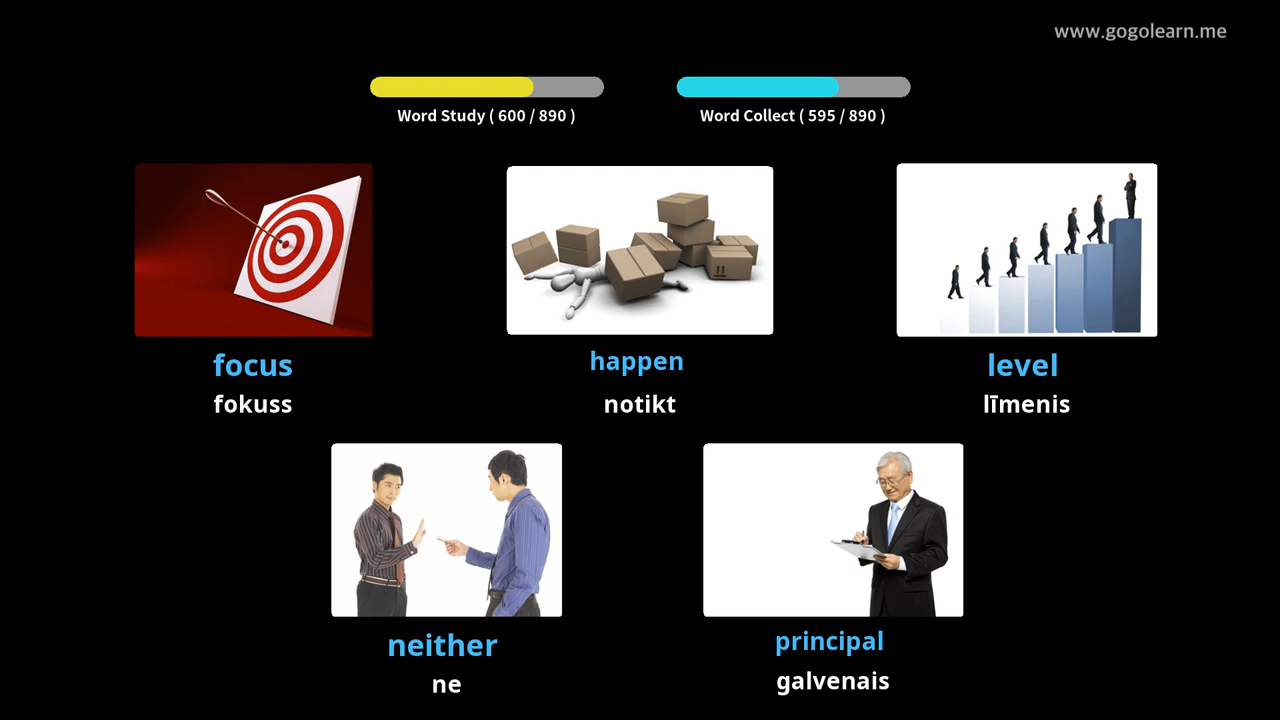 www.gogolearn.me
Word Study ( 600 / 890 )
Word Collect ( 595 / 890 )
focus
fokuss
happen
notikt
level
līmenis
neither
ne
principal
galvenais